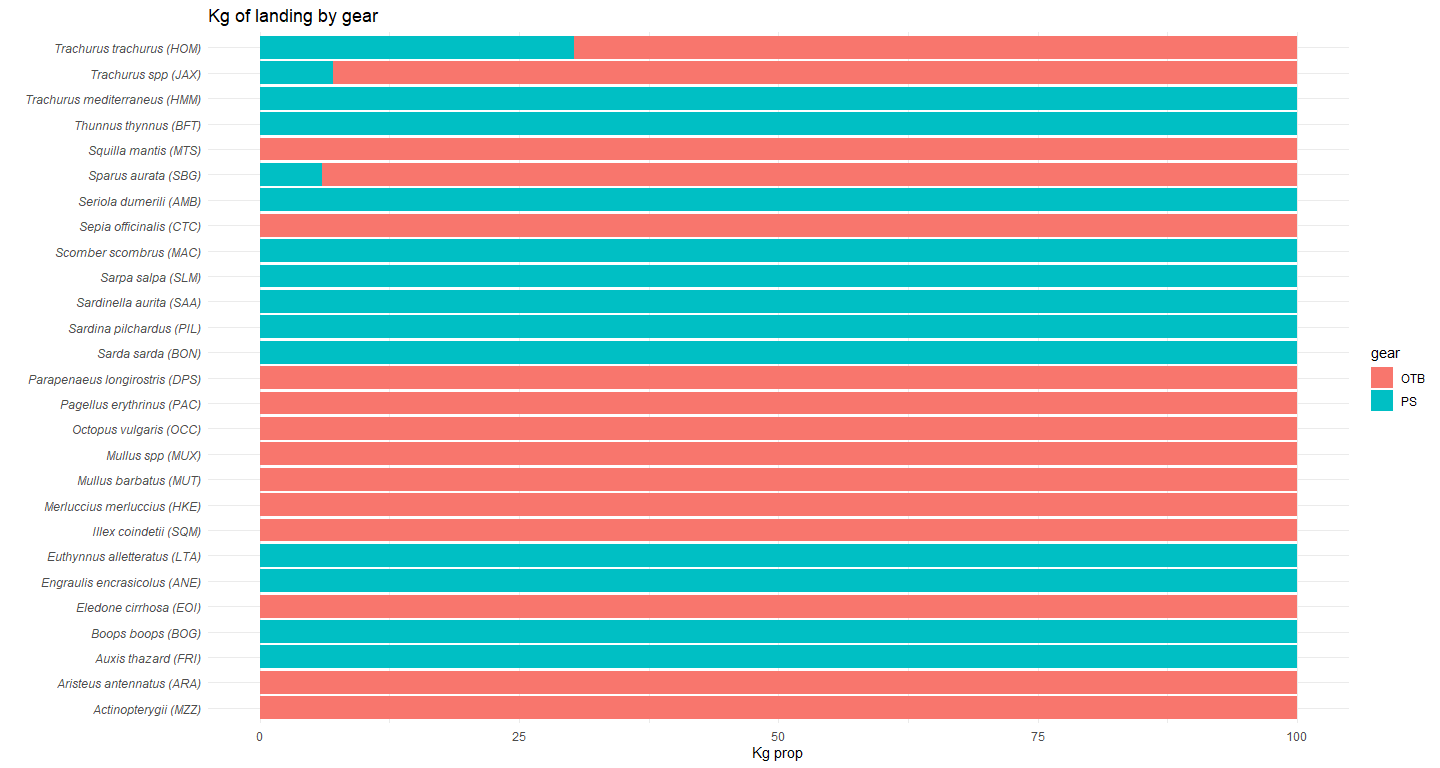 Kg of landing by gear
Trachurus trachurus (HOM)
Trachurus spp (JAX)
Trachurus mediterraneus (HMM)
Thunnus thynnus (BFT)
Squilla mantis (MTS)
Sparus aurata (SBG)
Seriola dumerili (AMB)
Sepia officinalis (CTC)
Scomber scombrus (MAC)
Sarpa salpa (SLM)
Sardinella aurita (SAA)
Sardina pilchardus (PIL)
Sarda sarda (BON)
Parapenaeus longirostris (DPS)
Pagellus erythrinus (PAC)
Octopus vulgaris (OCC)
Mullus spp (MUX)
Mullus barbatus (MUT)
Merluccius merluccius (HKE)
Illex coindetii (SQM)
Euthynnus alletteratus (LTA)
Engraulis encrasicolus (ANE)
Eledone cirrhosa (EOI)
Boops boops (BOG)
Auxis thazard (FRI)
Aristeus antennatus (ARA)
Actinopterygii (MZZ)
0 25 50 75 100
Kg prop
gear
OTB
PS